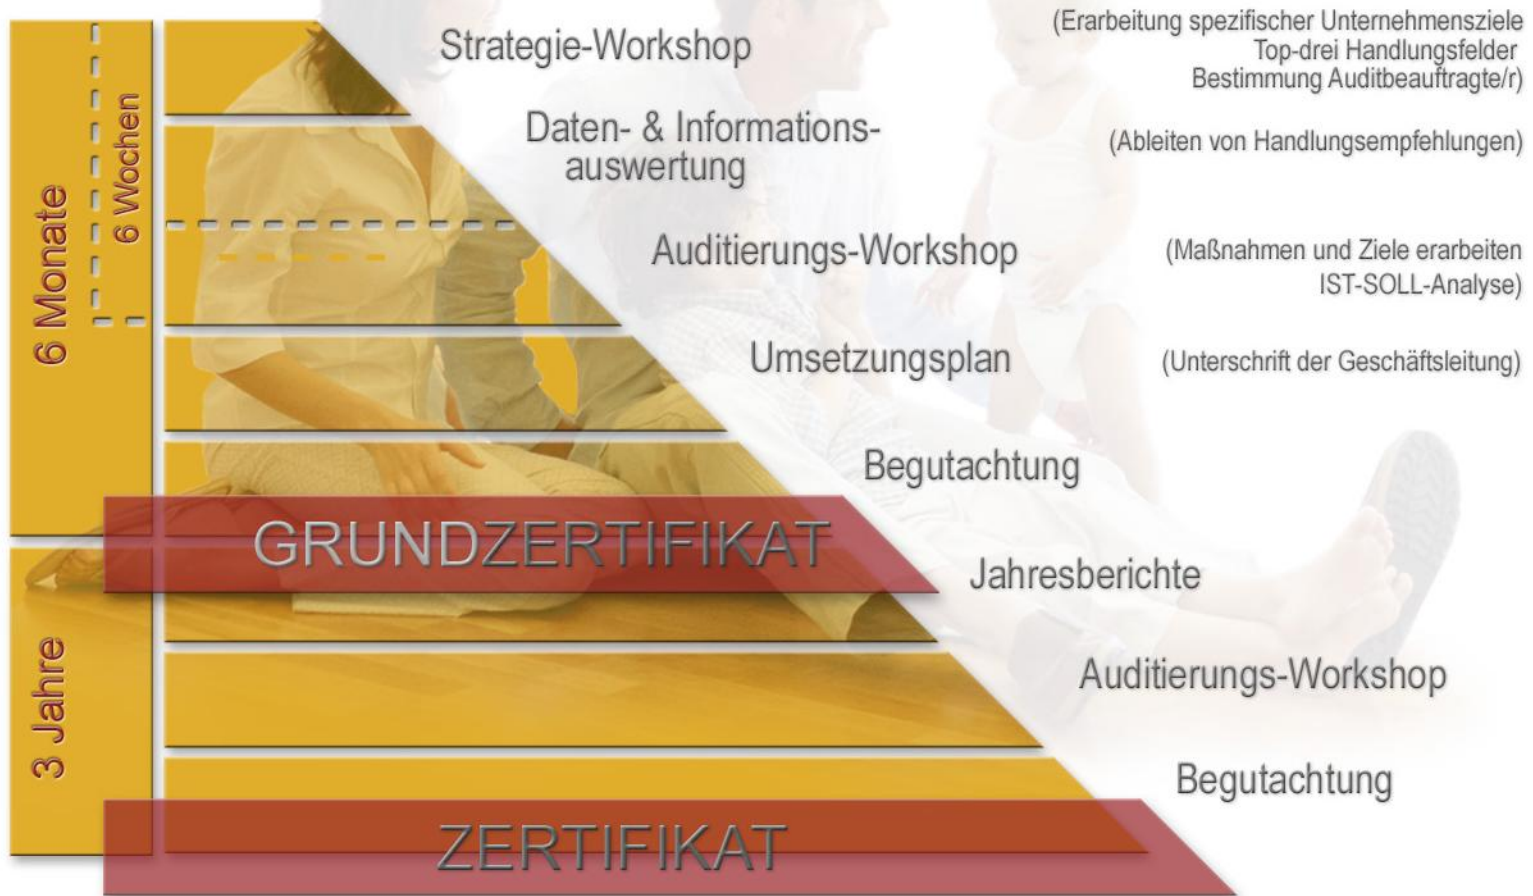 Strategie-Workshop
(Erarbeitung spezifischer Unternehmensziele
Top-drei Handlungsfelder
Bestimmung Auditbeauftragte/r)
Daten- & Informations-
auswertung
(Ableiten von Handlungsempfehlungen)
6 Monate
6 Wochen
Auditierungs-Workshop
(Maßnahmen und Ziele erarbeiten
IST-SOLL-Analyse)
Umsetzungsplan
(Unterschrift der Geschäftsleitung)
Begutachtung
GRUNDZERTIFIKAT
Jahresberichte
3 Jahre
Auditierungs-Workshop
Begutachtung
ZERTIFIKAT